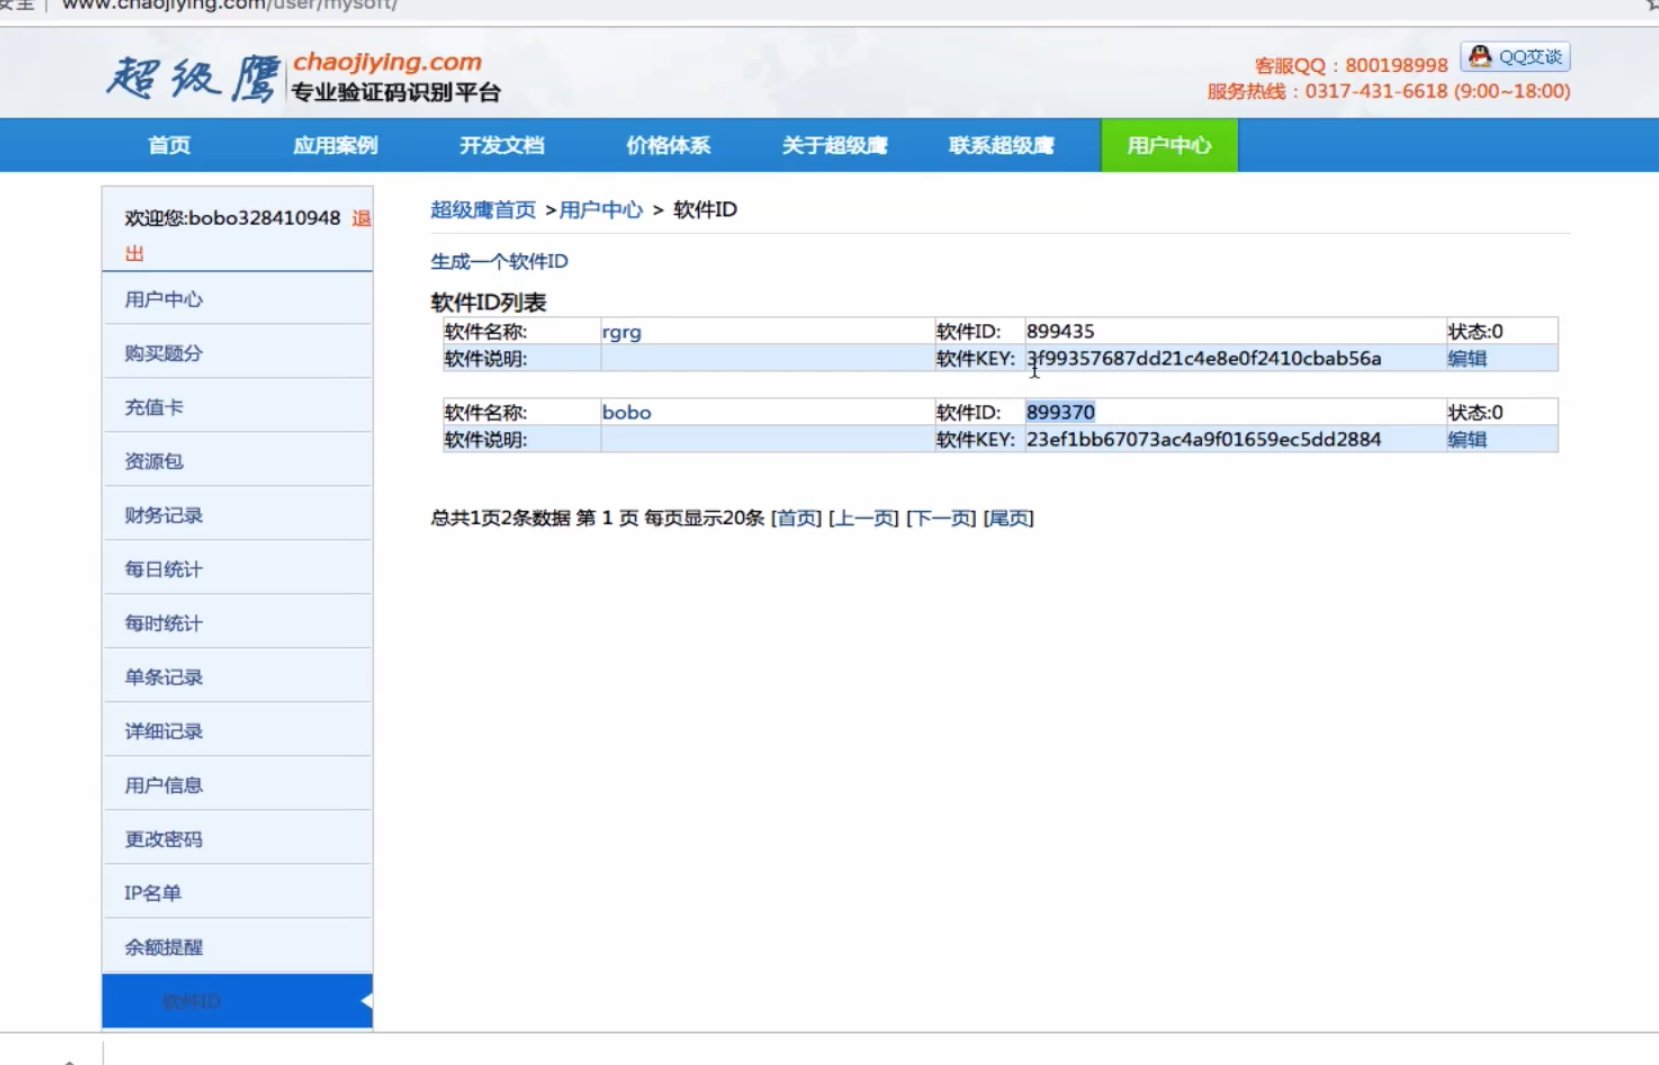 安全 | www.chaojiying.com/user/mysoft/
超级鹰
chaojiying.com
专业验证码识别平台
客服QQ：800198998 QQ交谈
服务热线：0317-431-6618 (9:00~18:00)
首页 应用案例 开发文档 价格体系 关于超级鹰 联系超级鹰 用户中心
欢迎您:bobo328410948 退
出
用户中心
购买题分
充值卡
资源包
财务记录
每日统计
每时统计
单条记录
详细记录
用户信息
更改密码
IP名单
余额提醒
软件ID
超级鹰首页 >用户中心 > 软件ID
生成一个软件ID
软件ID列表
软件名称: rgrg 软件ID: 899435 状态:0
软件说明: 软件KEY: 3f99357687dd21c4e8e0f2410cbab56a 编辑
软件名称: bobo 软件ID: 899370 状态:0
软件说明: 软件KEY: 23ef1bb67073ac4a9f01659ec5dd2884 编辑
总共1页2条数据 第 1 页 每页显示20条 [首页] [上一页] [下一页] [尾页]